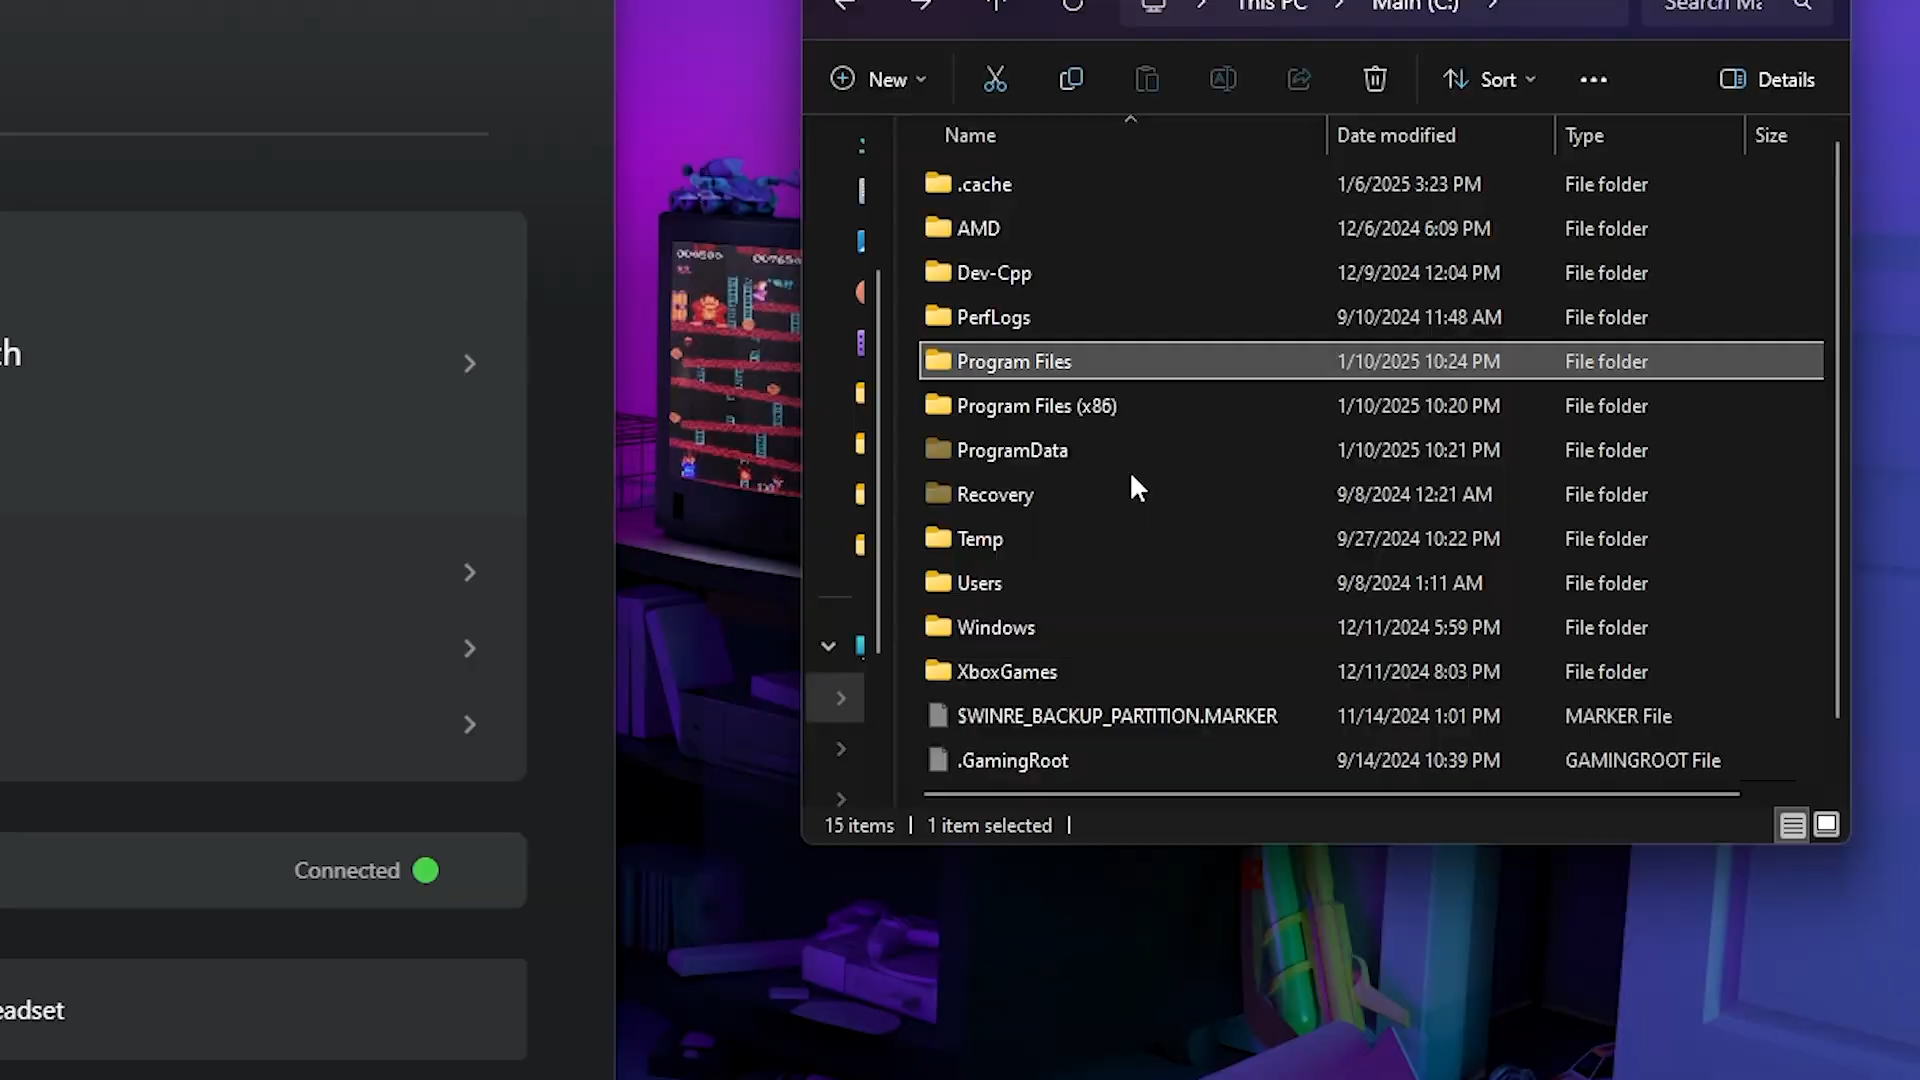 This PC
Main (C:)
New
Sort
Details
Name
Date modified
Type
Size
.cache
1/6/2025 3:23 PM
File folder
AMD
12/6/2024 6:09 PM
File folder
Dev-Cpp
12/9/2024 12:04 PM
File folder
PerfLogs
9/10/2024 11:48 AM
File folder
Program Files
1/10/2025 10:24 PM
File folder
Program Files (x86)
1/10/2025 10:20 PM
File folder
ProgramData
1/10/2025 10:21 PM
File folder
Recovery
9/8/2024 12:21 AM
File folder
Temp
9/27/2024 10:22 PM
File folder
Users
9/8/2024 1:11 AM
File folder
Windows
12/11/2024 5:59 PM
File folder
XboxGames
12/11/2024 8:03 PM
File folder
$WINRE_BACKUP_PARTITION.MARKER
11/14/2024 1:01 PM
MARKER File
.GamingRoot
9/14/2024 10:39 PM
GAMINGROOT File
15 items
1 item selected
th
Connected
eadset